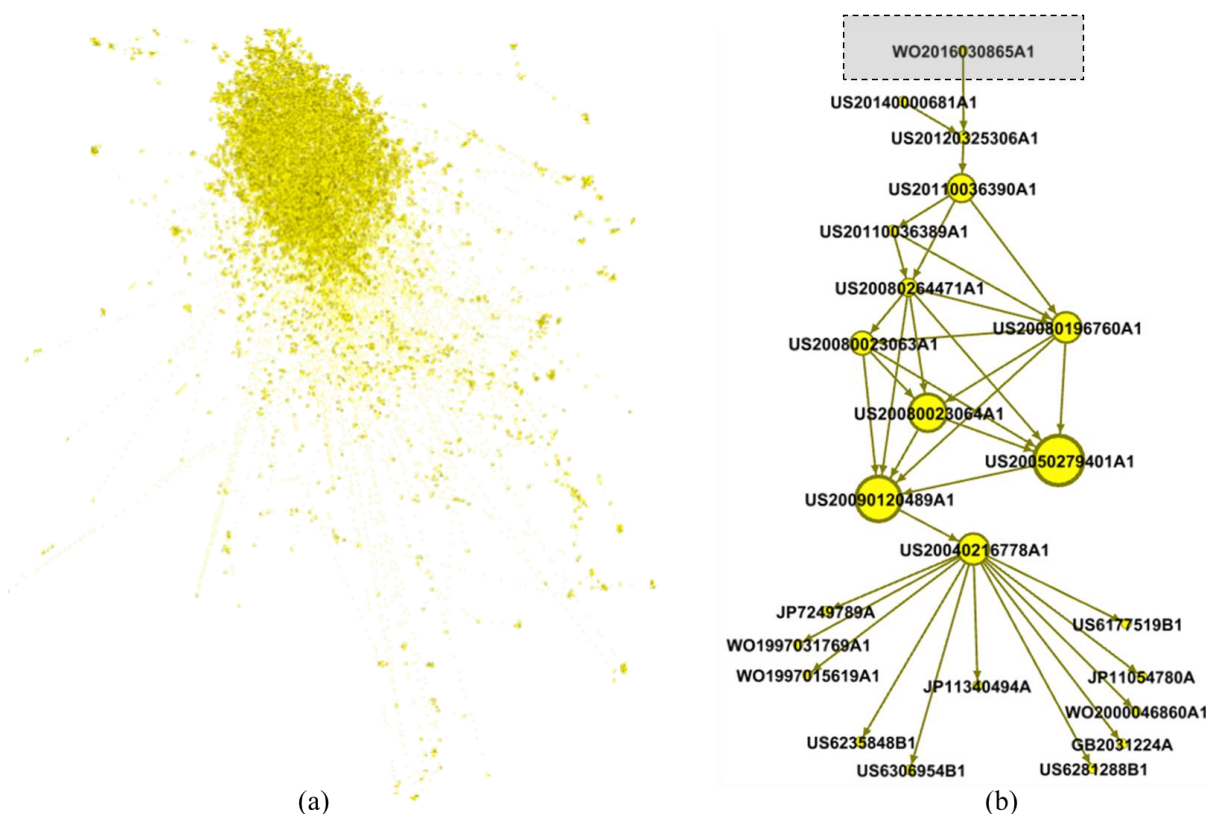 WO2016030865A1
US20140000681A1
US20120325306A1
US20110036390A1
US20110036389A1
US20080264471A1
US20080196760A1
US20080023063A1
US20080023064A1
US20050279401A1
US20090120489A1
US20040216778A1
JP7249789A
US6177519B1
WO1997031769A1
WO1997015619A1
JP11054780A
JP11340494A
WO2000046860A1
US6235848B1
GB2031224A
US6306954B1
US6281288B1
(a)
(b)